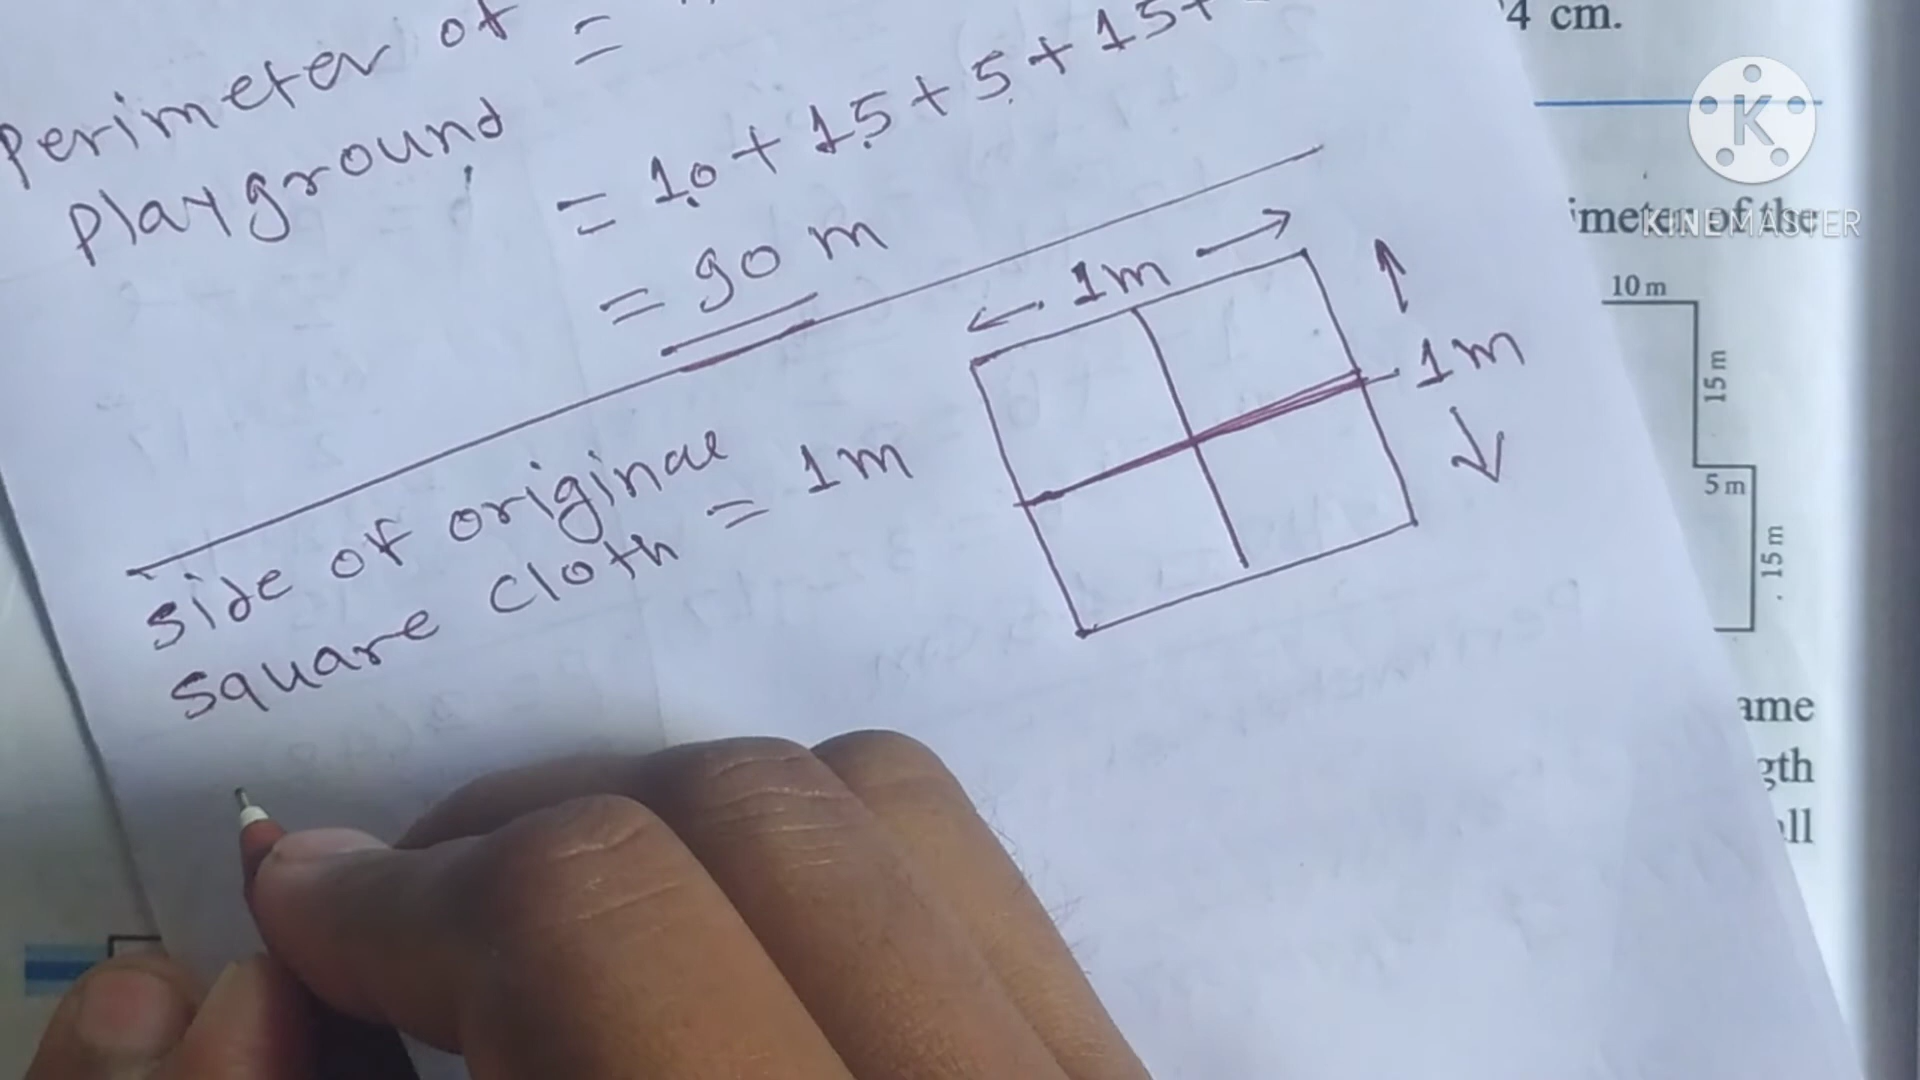 Perimeter of =
Playground
= 10 + 15 + 5 + 15 +
= 90 m
1m
1m
side of original
square cloth = 1m
4 cm.
K
KINEMASTER
imeter of the
10 m
15 m
5 m
15 m
ame
gth
ll